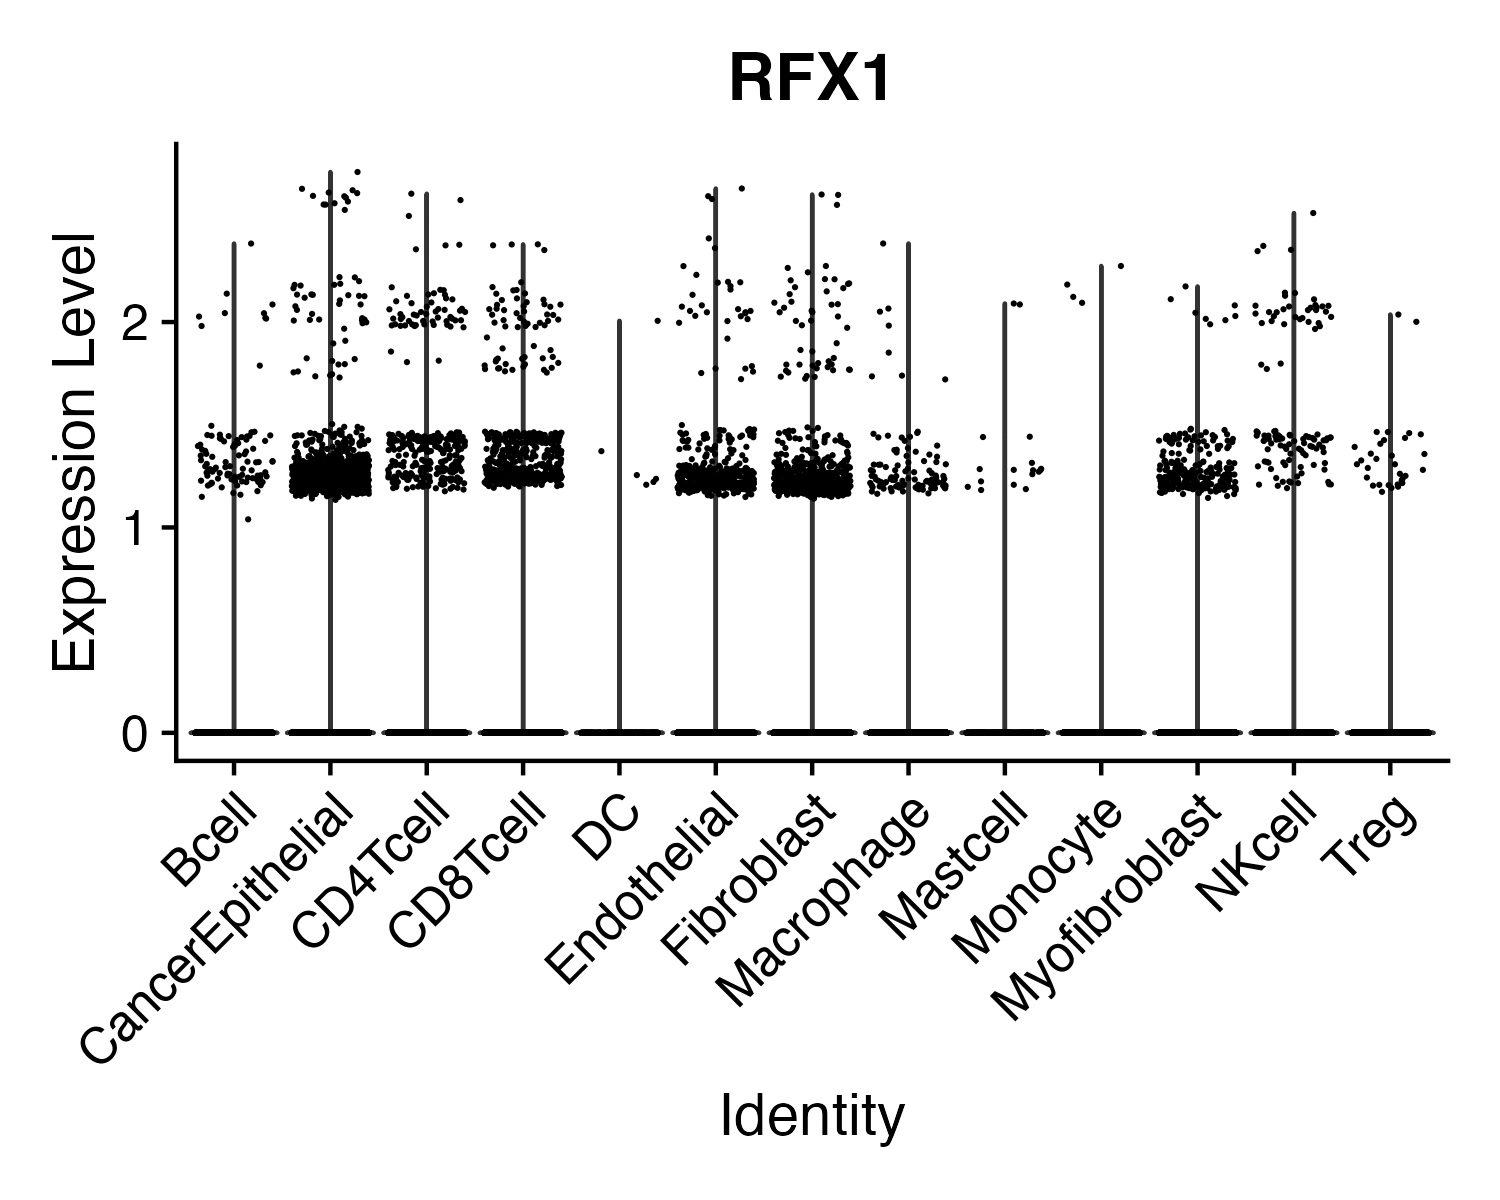 RFX1
Expression Level
2
1
0
Bcell
CancerEpithelial
CD4Tcell
CD8Tcell
DC
Endothelial
Fibroblast
Macrophage
Mastcell
Monocyte
Myofibroblast
NKcell
Treg
Identity